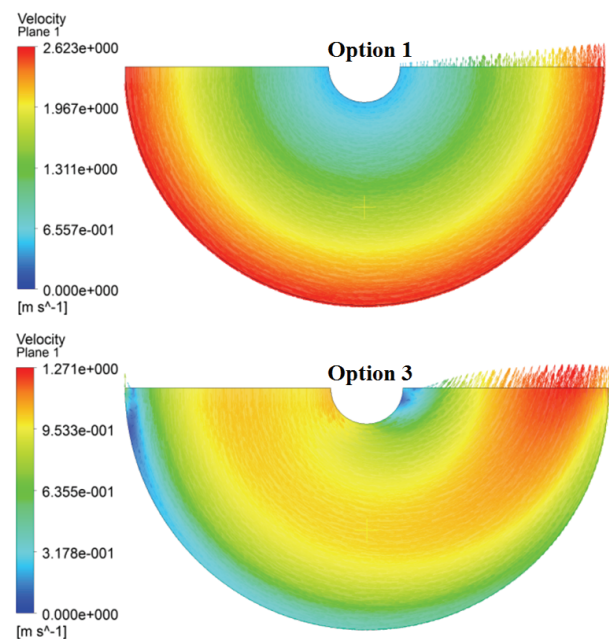 Velocity
Plane 1
Option 1
2.623e+000
1.967e+000
1.311e+000
6.557e-001
0.000e+000
[m s^-1]
Velocity
Plane 1
Option 3
1.271e+000
9.533e-001
6.355e-001
3.178e-001
0.000e+000
[m s^-1]